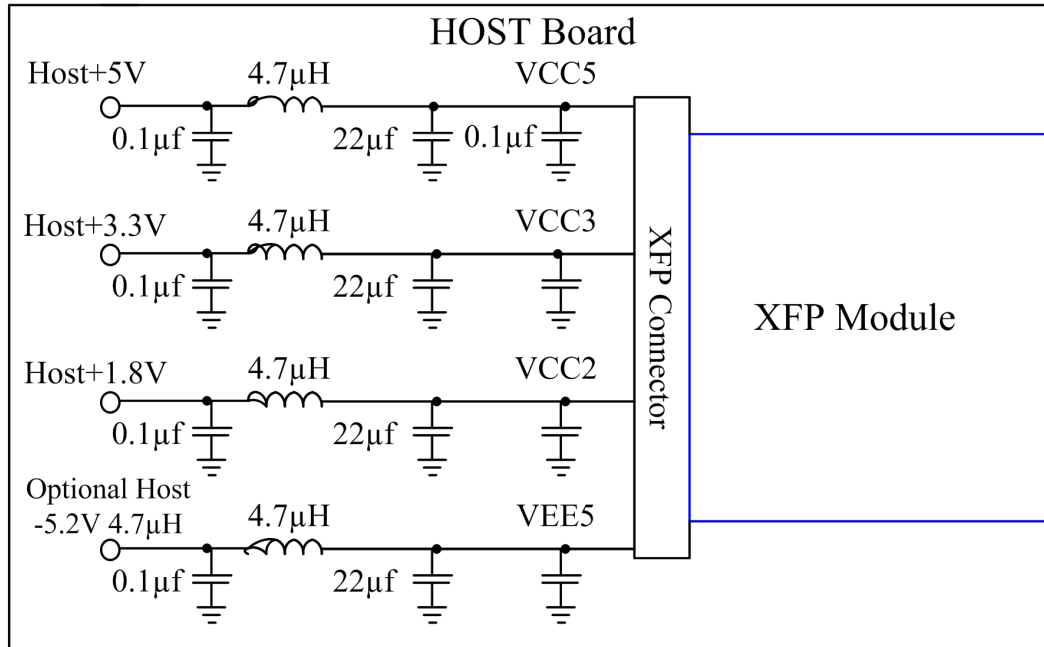 HOST Board
Host+5V
4.7µH
VCC5
0.1µf
22µf
0.1µf
Host+3.3V
4.7µH
VCC3
0.1µf
22µf
Host+1.8V
4.7µH
VCC2
0.1µf
22µf
Optional Host
-5.2V 4.7µH
4.7µH
VEE5
0.1µf
22µf
XFP Connector
XFP Module